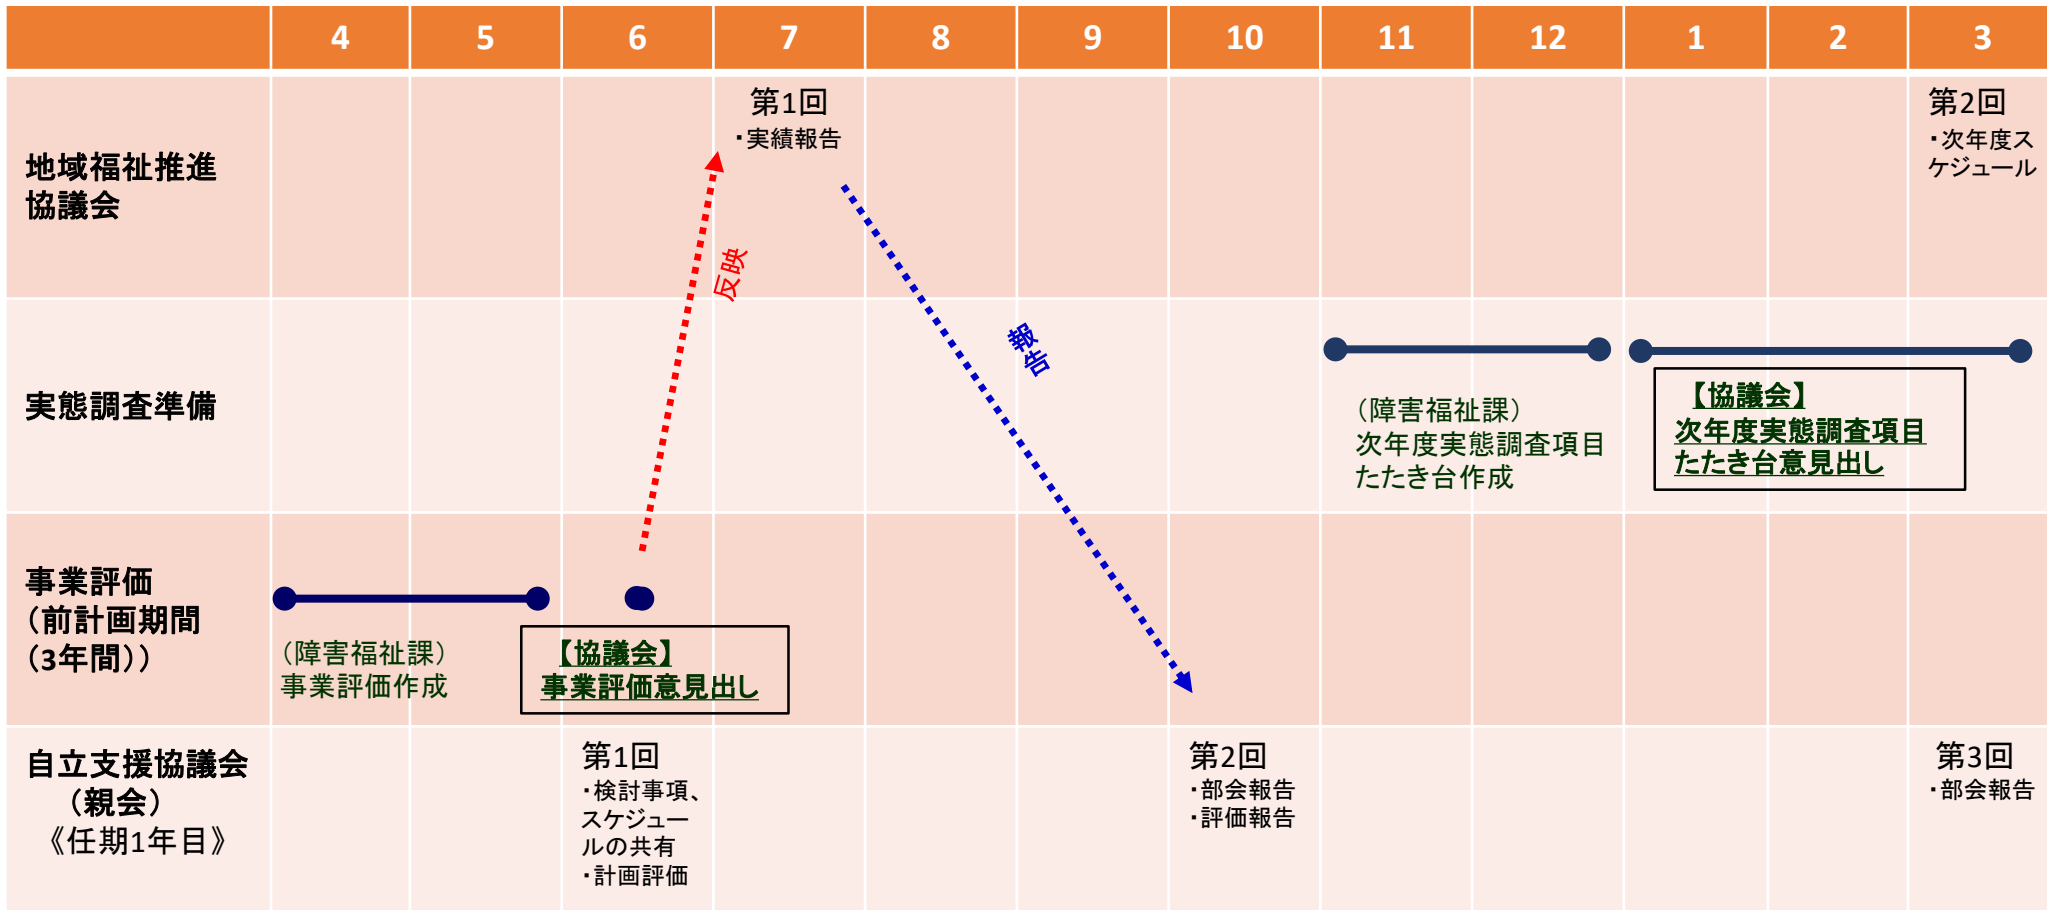 4 5 6 7 8 9 10 11 12 1 2 3
地域福祉推進
協議会
第1回
・実績報告
第2回
・次年度ス
ケジュール
反映
報告
実態調査準備
（障害福祉課）
次年度実態調査項目
たたき台作成
【協議会】
次年度実態調査項目
たたき台意見出し
事業評価
（前計画期間
（3年間））
（障害福祉課）
事業評価作成
【協議会】
事業評価意見出し
自立支援協議会
（親会）
《任期1年目》
第1回
・検討事項、
スケジュー
ルの共有
・計画評価
第2回
・部会報告
・評価報告
第3回
・部会報告